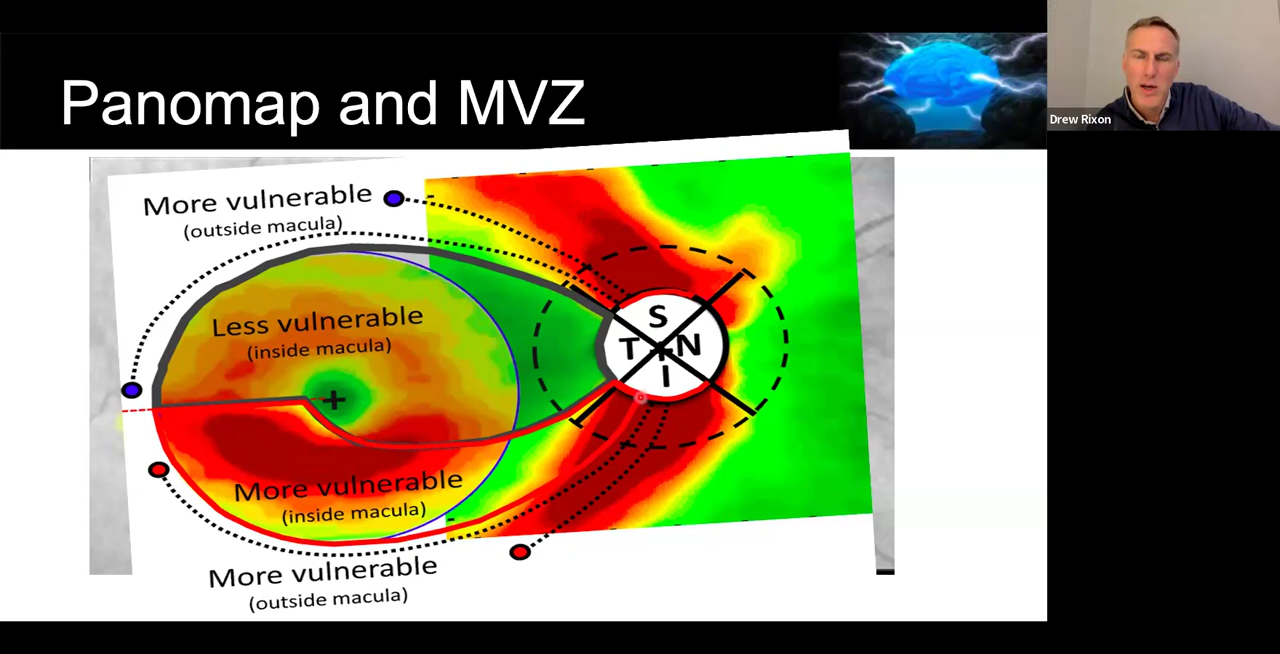 Panomap and MVZ
Drew Rixon
More vulnerable
(outside macula)
Less vulnerable
(inside macula)
S
T
N
I
+
More vulnerable
(inside macula)
More vulnerable
(outside macula)